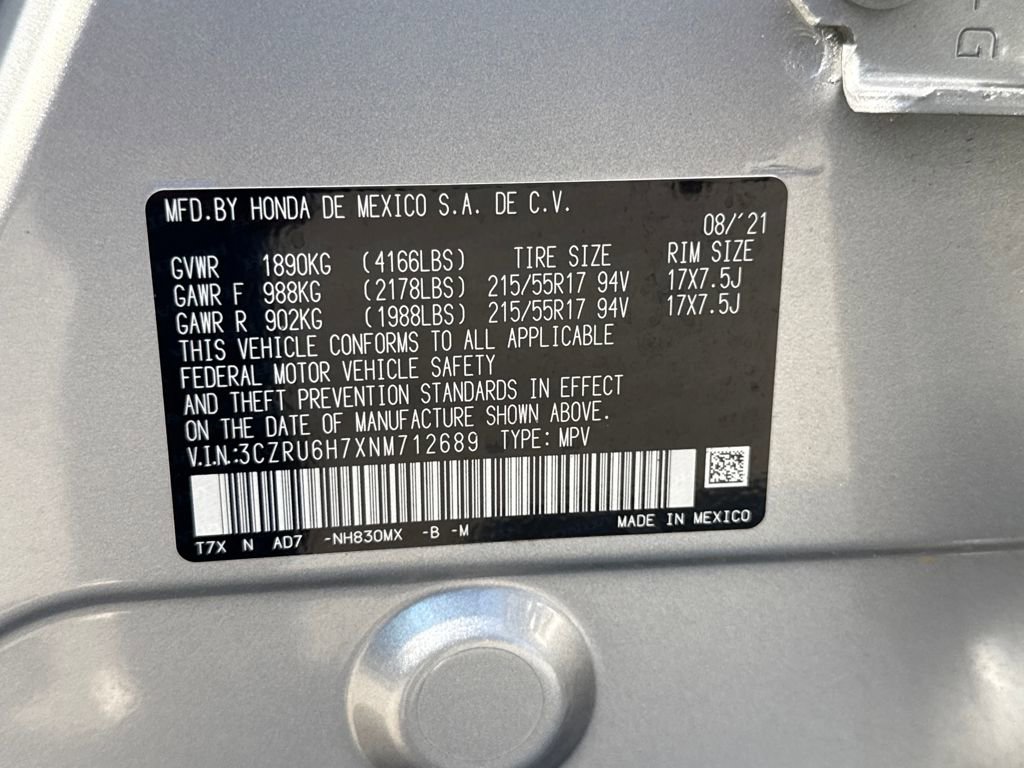 - G
MFD.BY HONDA DE MEXICO S.A. DE C.V.
08/'21
GVWR 1890KG (4166LBS) TIRE SIZE RIM SIZE
GAWR F 988KG (2178LBS) 215/55R17 94V 17X7.5J
GAWR R 902KG (1988LBS) 215/55R17 94V 17X7.5J
THIS VEHICLE CONFORMS TO ALL APPLICABLE
FEDERAL MOTOR VEHICLE SAFETY
AND THEFT PREVENTION STANDARDS IN EFFECT
ON THE DATE OF MANUFACTURE SHOWN ABOVE.
V.I.N.:3CZRU6H7XNM712689 TYPE: MPV
T7X N AD7 -NH830MX -B -M MADE IN MEXICO